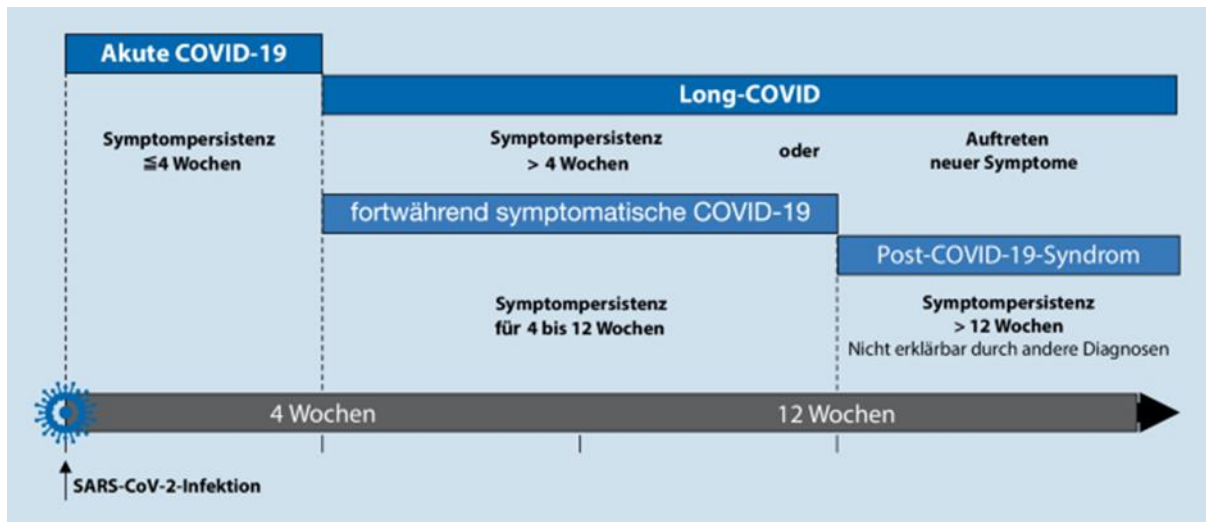 Akute COVID-19
Long-COVID
Symptompersistenz
≦4 Wochen
Symptompersistenz
> 4 Wochen
oder
Auftreten
neuer Symptome
fortwährend symptomatische COVID-19
Post-COVID-19-Syndrom
Symptompersistenz
für 4 bis 12 Wochen
Symptompersistenz
> 12 Wochen
Nicht erklärbar durch andere Diagnosen
4 Wochen
12 Wochen
SARS-CoV-2-Infektion